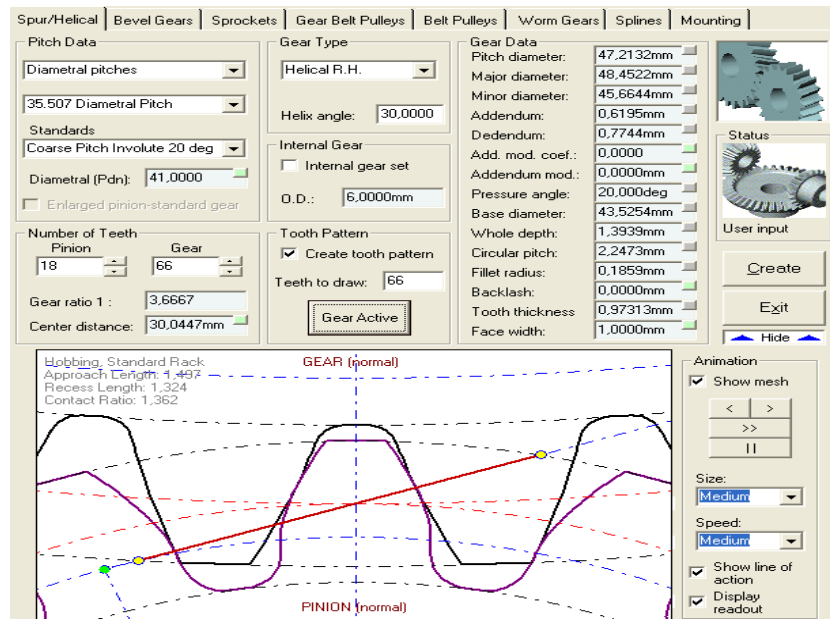 Spur/Helical Bevel Gears Sprockets Gear Belt Pulleys Belt Pulleys Worm Gears Splines Mounting
Pitch Data
Diametral pitches
35.507 Diametral Pitch
Standards
Coarse Pitch Involute 20 deg
Diametral (Pdn): 41,0000
Enlarged pinion-standard gear
Number of Teeth
Pinion Gear
18 66
Gear ratio 1 : 3,6667
Center distance: 30,0447mm
Gear Type
Helical R.H.
Helix angle: 30,0000
Internal Gear
Internal gear set
O.D.: 6,0000mm
Tooth Pattern
Create tooth pattern
Teeth to draw: 66
Gear Active
Gear Data
Pitch diameter: 47,2132mm
Major diameter: 48,4522mm
Minor diameter: 45,6644mm
Addendum: 0,6195mm
Dedendum: 0,7744mm
Add. mod. coef.: 0,0000
Addendum mod.: 0,0000mm
Pressure angle: 20,000deg
Base diameter: 43,5254mm
Whole depth: 1,3939mm
Circular pitch: 2,2473mm
Fillet radius: 0,1859mm
Backlash: 0,0000mm
Tooth thickness 0,97313mm
Face width: 1,0000mm
Status
User input
Create
Exit
Hide
Hobbing, Standard Rack
Approach Length: 1,497
Recess Length: 1,324
Contact Ratio: 1,362
GEAR (normal)
PINION (normal)
Animation
Show mesh
< >
>>
II
Size:
Medium
Speed:
Medium
Show line of
action
Display
readout